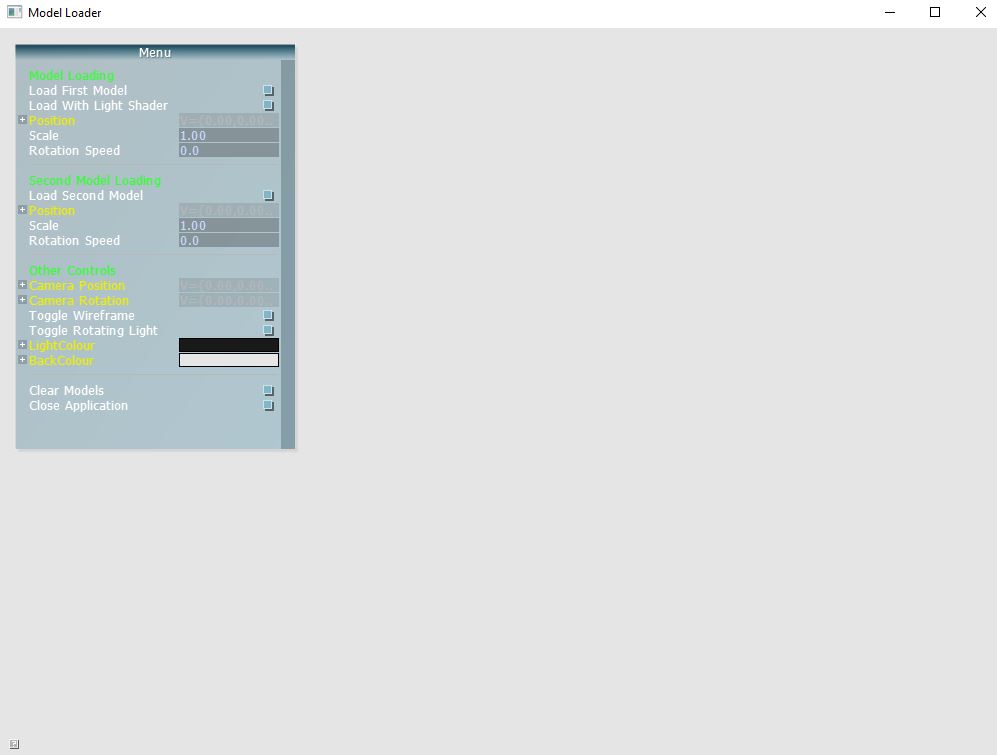 Model Loader
Menu
Model Loading
Load First Model
Load With Light Shader
Position V={0.00,0.00..
Scale 1.00
Rotation Speed 0.0
Second Model Loading
Load Second Model
Position V={0.00,0.00..
Scale 1.00
Rotation Speed 0.0
Other Controls
Camera Position V={0.00,0.00..
Camera Rotation V={0.00,0.00..
Toggle Wireframe
Toggle Rotating Light
LightColour
BackColour
Clear Models
Close Application